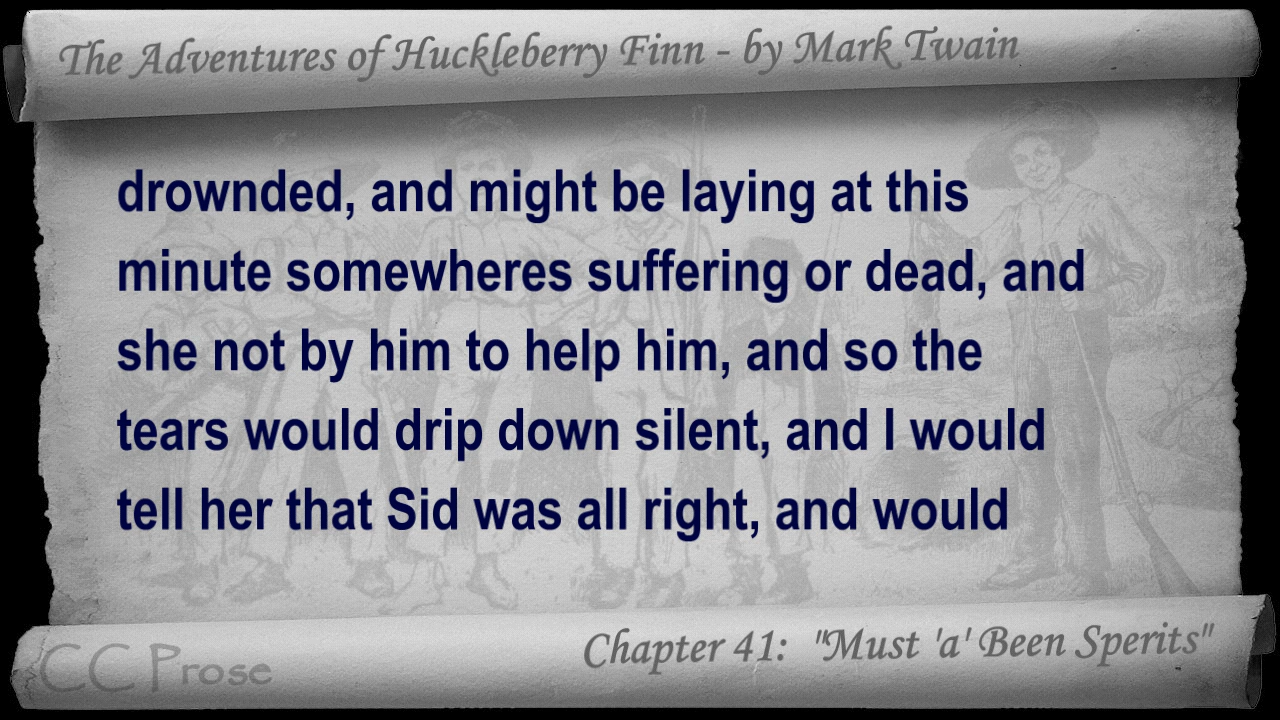 The Adventures of Huckleberry Finn - by Mark Twain
drownded, and might be laying at this
minute somewheres suffering or dead, and
she not by him to help him, and so the
tears would drip down silent, and I would
tell her that Sid was all right, and would
CC Prose
Chapter 41: "Must 'a' Been Sperits"